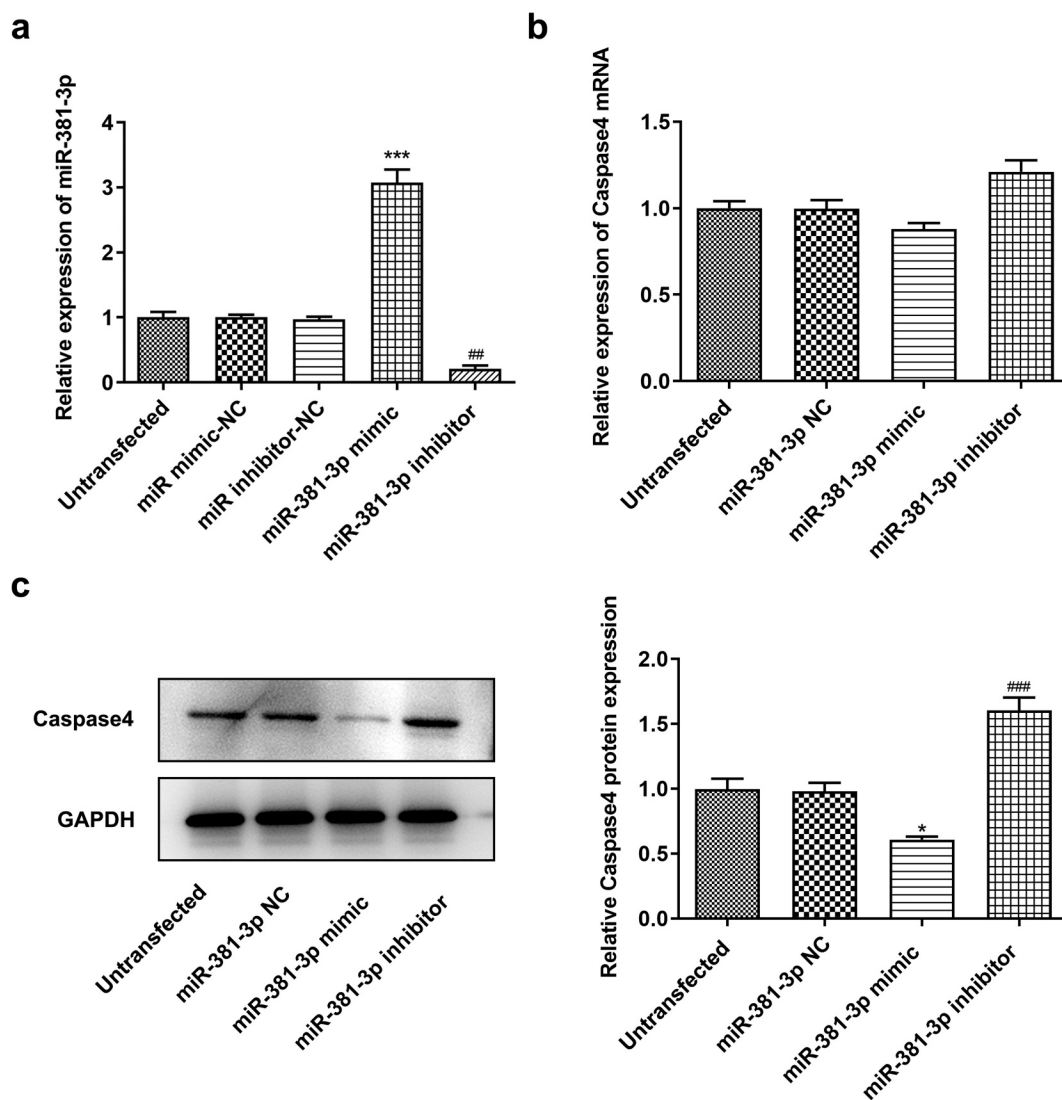 a
Relative expression of miR-381-3p
4
3
2
1
0
***
##
Untransfected
miR mimic-NC
miR inhibitor-NC
miR-381-3p mimic
miR-381-3p inhibitor
b
Relative expression of Caspase4 mRNA
1.5
1.0
0.5
0.0
Untransfected
miR-381-3p NC
miR-381-3p mimic
miR-381-3p inhibitor
c
Caspase4
GAPDH
Untransfected
miR-381-3p NC
miR-381-3p mimic
miR-381-3p inhibitor
Relative Caspase4 protein expression
2.0
1.5
1.0
0.5
0.0
*
###
Untransfected
miR-381-3p NC
miR-381-3p mimic
miR-381-3p inhibitor